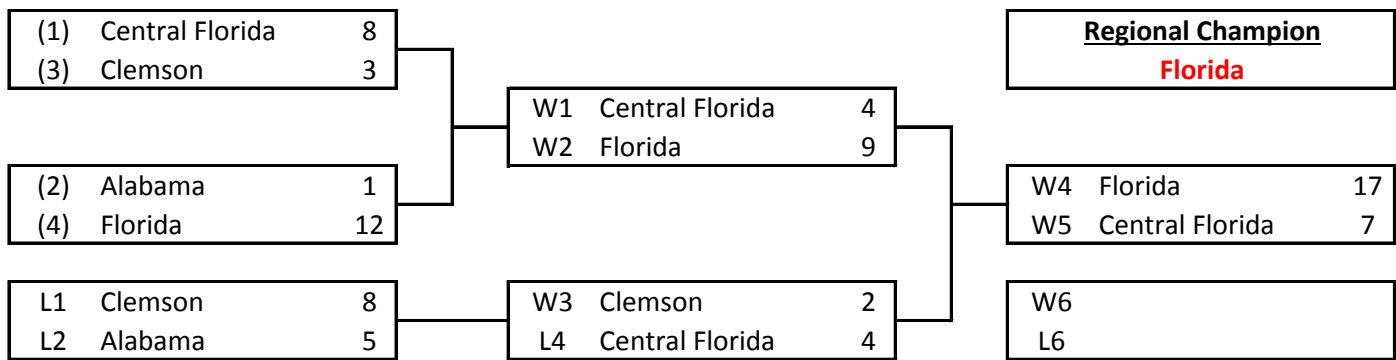 (1) Central Florida 8
(3) Clemson 3
Regional Champion
Florida
W1 Central Florida 4
W2 Florida 9
(2) Alabama 1
(4) Florida 12
W4 Florida 17
W5 Central Florida 7
L1 Clemson 8
L2 Alabama 5
W3 Clemson 2
L4 Central Florida 4
W6
L6